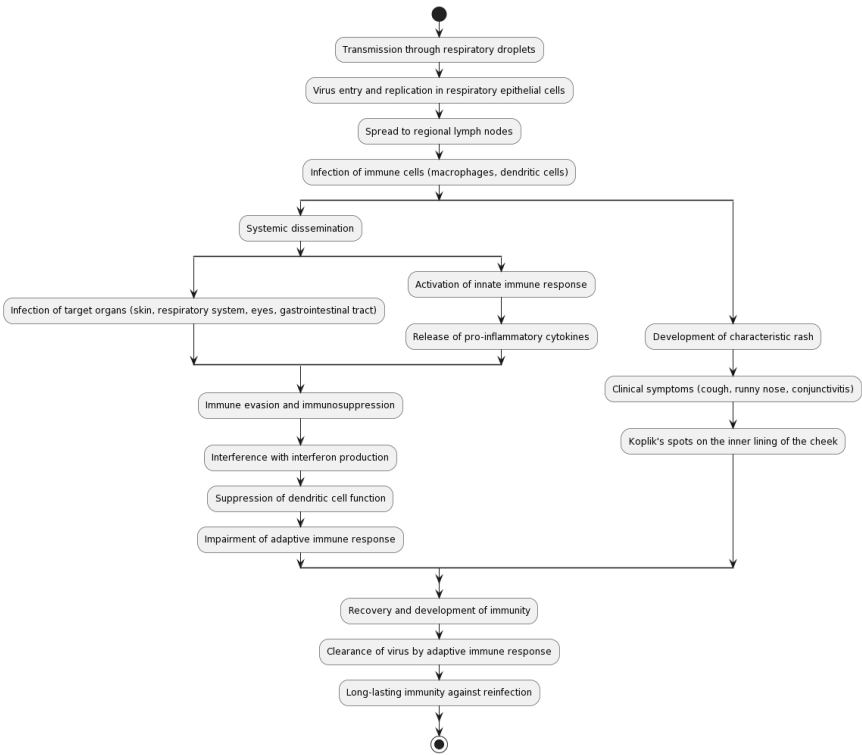 Transmission through respiratory droplets
Virus entry and replication in respiratory epithelial cells
Spread to regional lymph nodes
Infection of immune cells (macrophages, dendritic cells)
Systemic dissemination
Infection of target organs (skin, respiratory system, eyes, gastrointestinal tract)
Activation of innate immune response
Release of pro-inflammatory cytokines
Immune evasion and immunosuppression
Interference with interferon production
Suppression of dendritic cell function
Impairment of adaptive immune response
Development of characteristic rash
Clinical symptoms (cough, runny nose, conjunctivitis)
Koplik's spots on the inner lining of the cheek
Recovery and development of immunity
Clearance of virus by adaptive immune response
Long-lasting immunity against reinfection